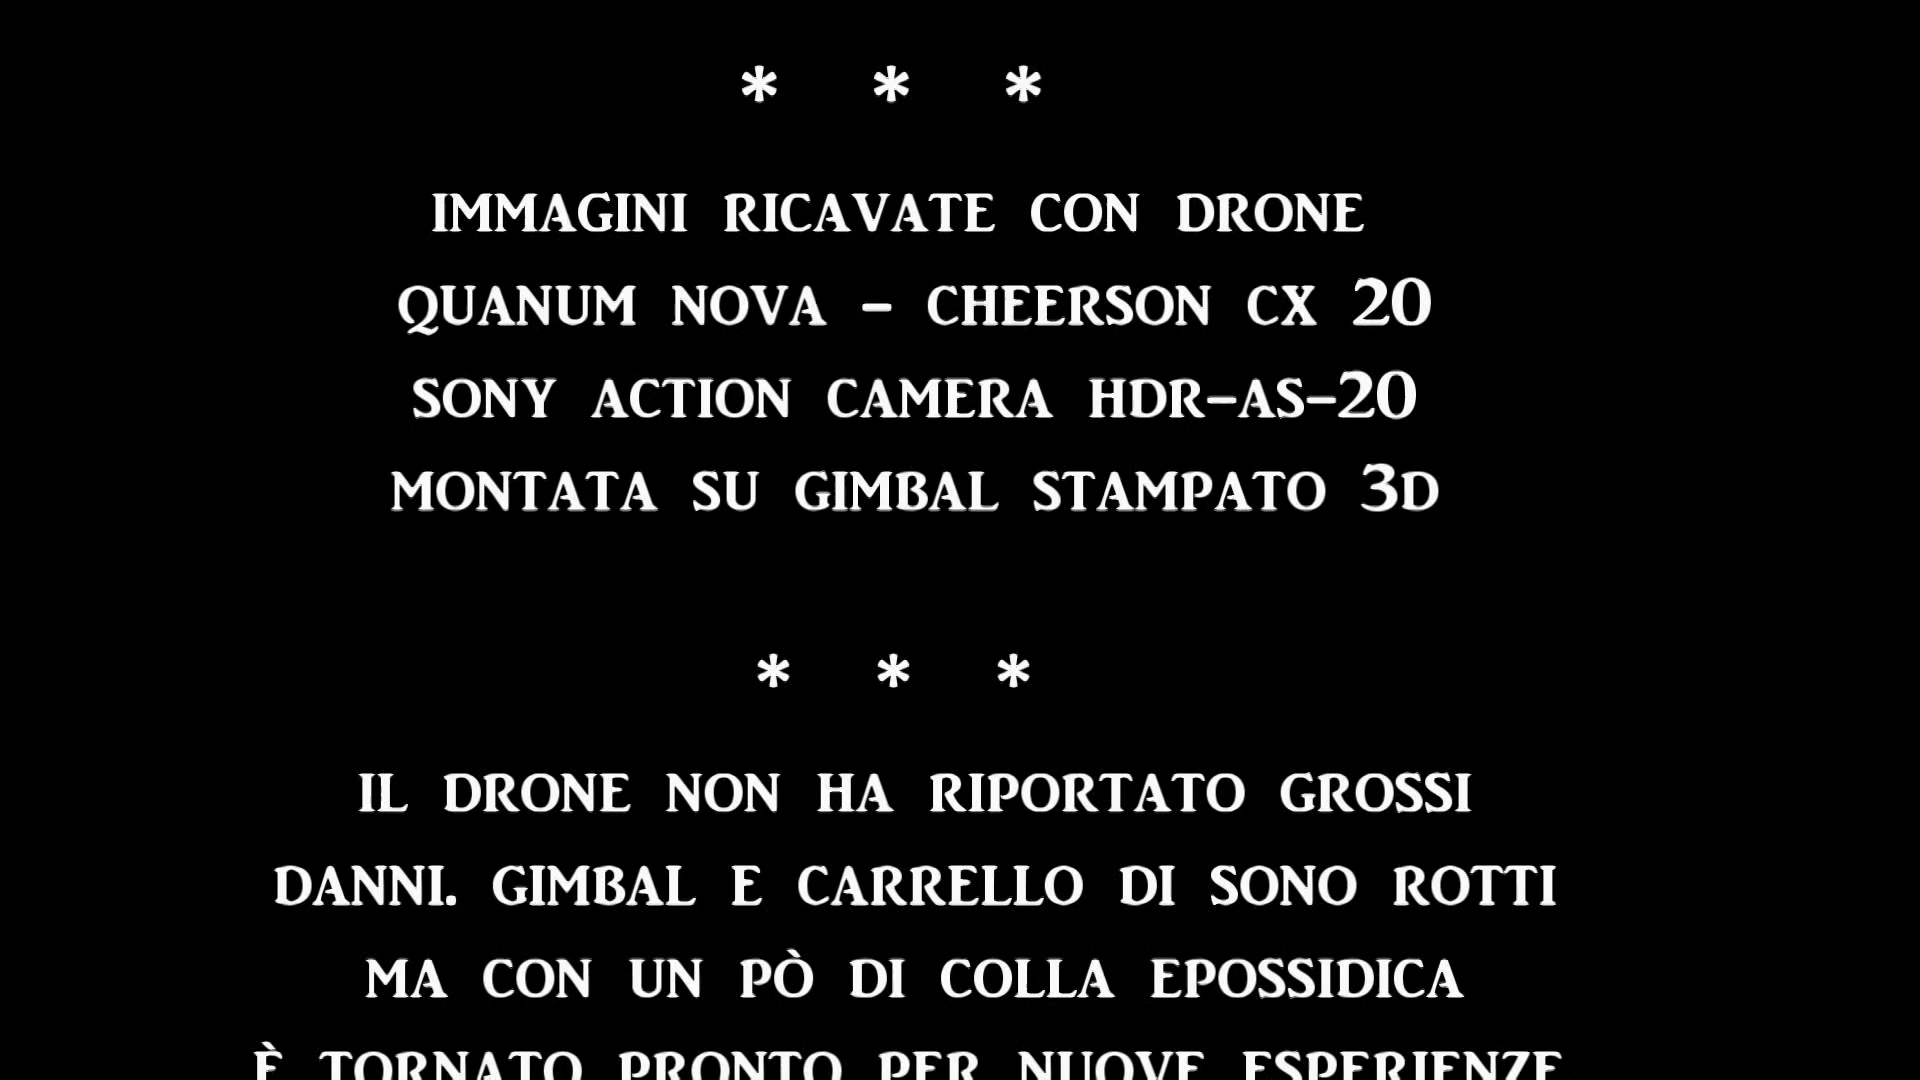 * * *
IMMAGINI RICAVATE CON DRONE
QUANUM NOVA - CHEERSON CX 20
SONY ACTION CAMERA HDR-AS-20
MONTATA SU GIMBAL STAMPATO 3D
* * *
IL DRONE NON HA RIPORTATO GROSSI
DANNI. GIMBAL E CARRELLO DI SONO ROTTI
MA CON UN PÒ DI COLLA EPOSSIDICA
È TORNATO PRONTO PER NUOVE ESPERIENZE